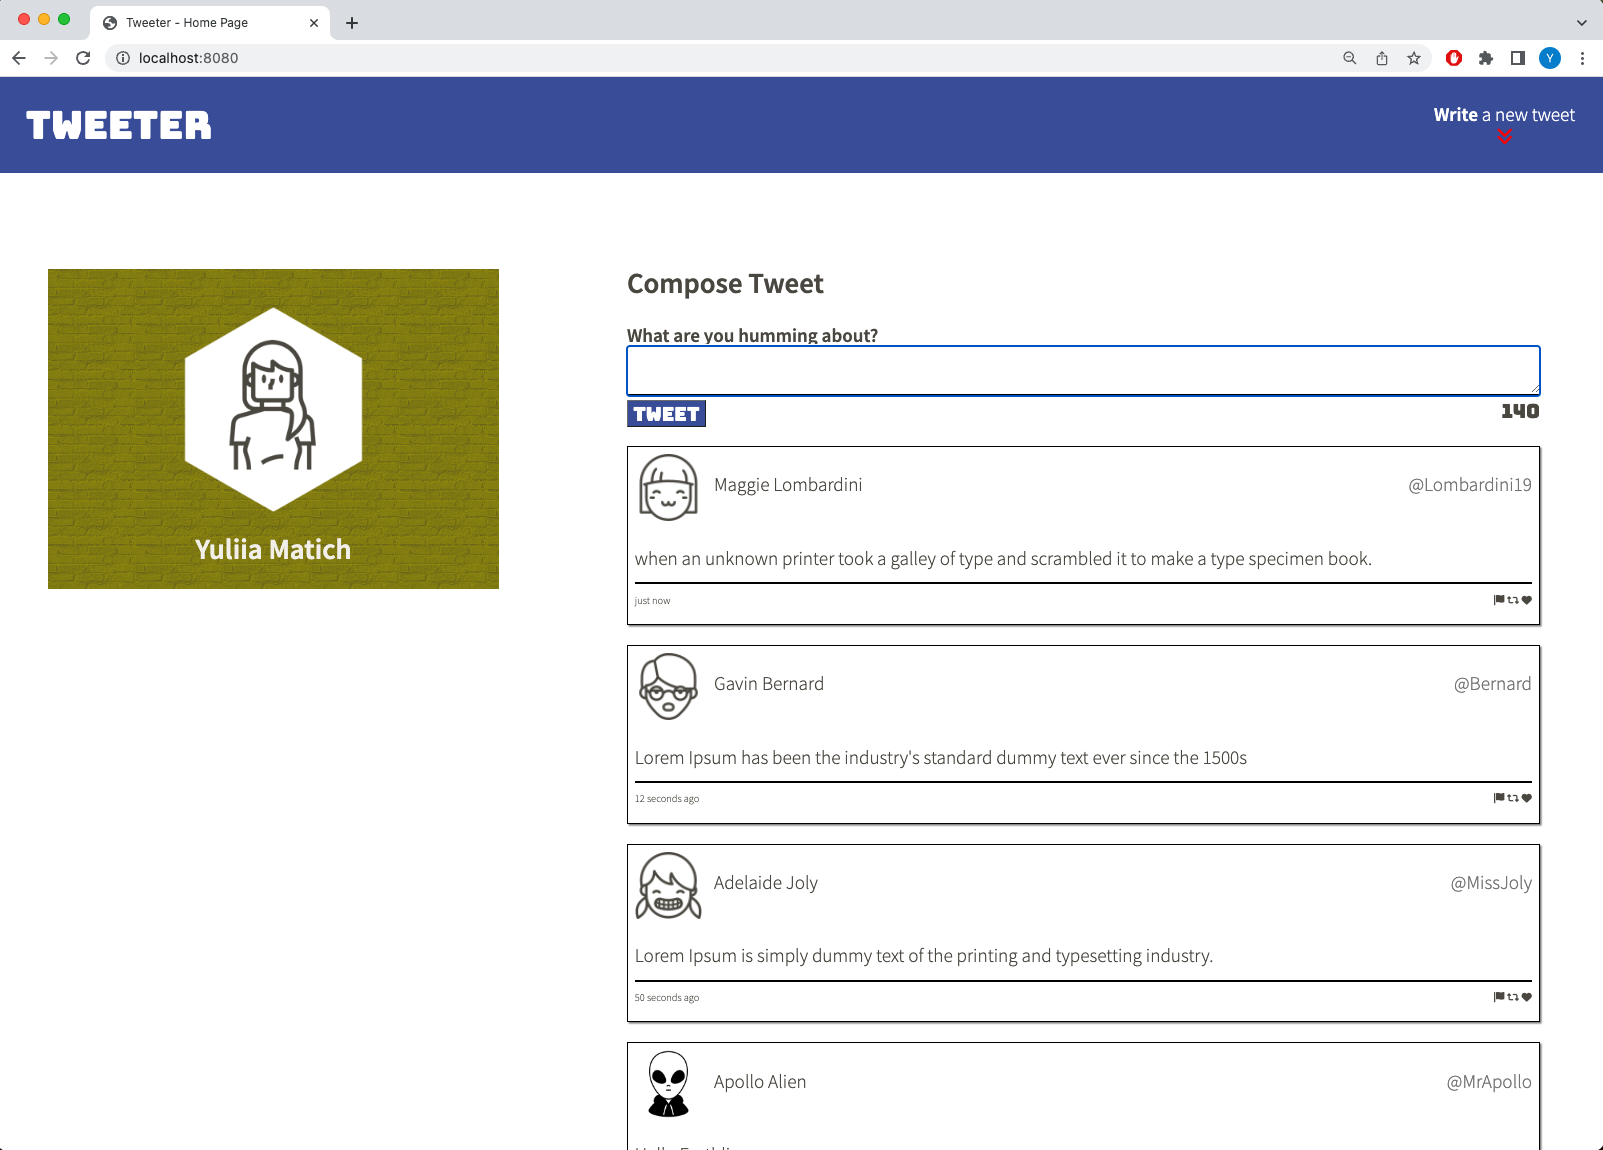 Tweeter - Home Page
localhost:8080
Y
TWEETER
Write a new tweet
Yuliia Matich
Compose Tweet
What are you humming about?
TWEET
140
Maggie Lombardini
@Lombardini19
when an unknown printer took a galley of type and scrambled it to make a type specimen book.
just now
Gavin Bernard
@Bernard
Lorem Ipsum has been the industry's standard dummy text ever since the 1500s
12 seconds ago
Adelaide Joly
@MissJoly
Lorem Ipsum is simply dummy text of the printing and typesetting industry.
50 seconds ago
Apollo Alien
@MrApollo